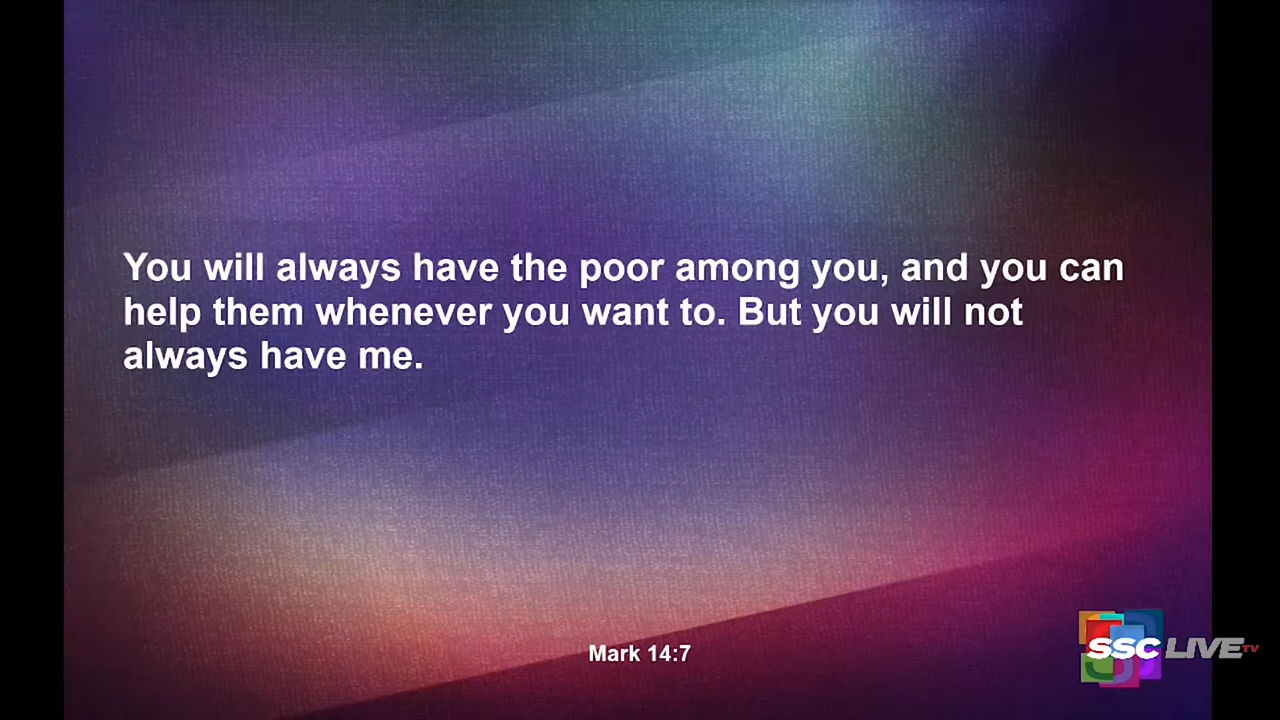 You will always have the poor among you, and you can
help them whenever you want to. But you will not
always have me.
Mark 14:7
SSC LIVE TV